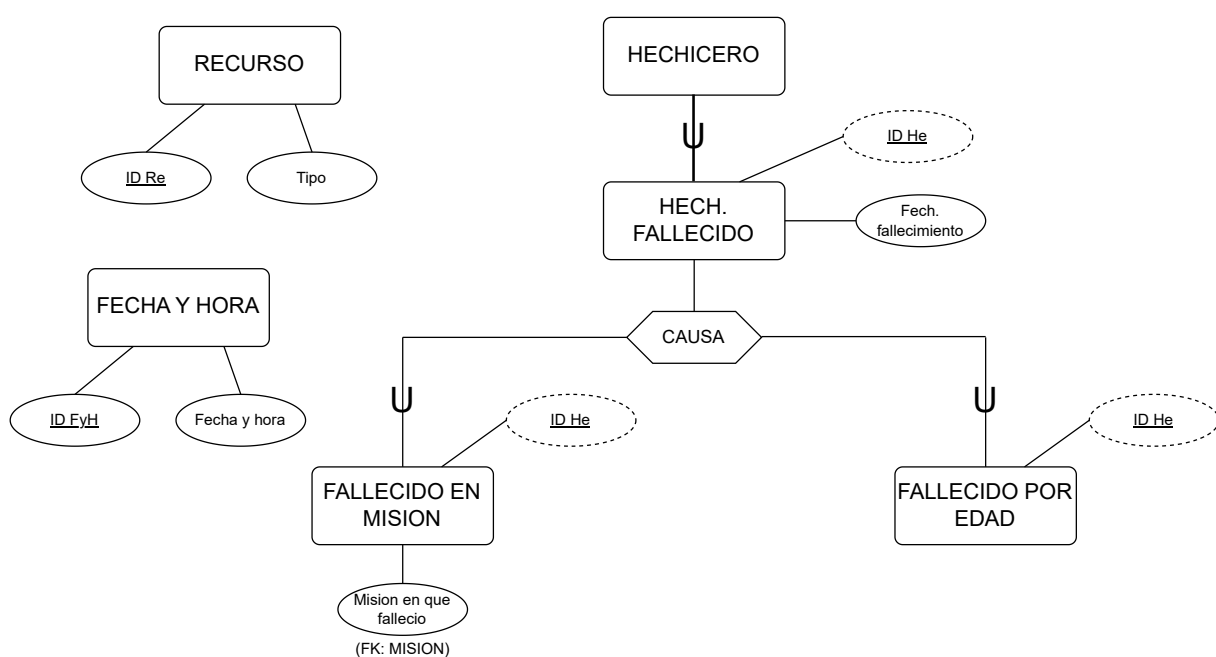 RECURSO
ID Re
Tipo
FECHA Y HORA
ID FyH
Fecha y hora
HECHICERO
ID He
HECH.
FALLECIDO
Fech.
fallecimiento
CAUSA
ID He
FALLECIDO EN
MISION
Mision en que
fallecio
(FK: MISION)
ID He
FALLECIDO POR
EDAD